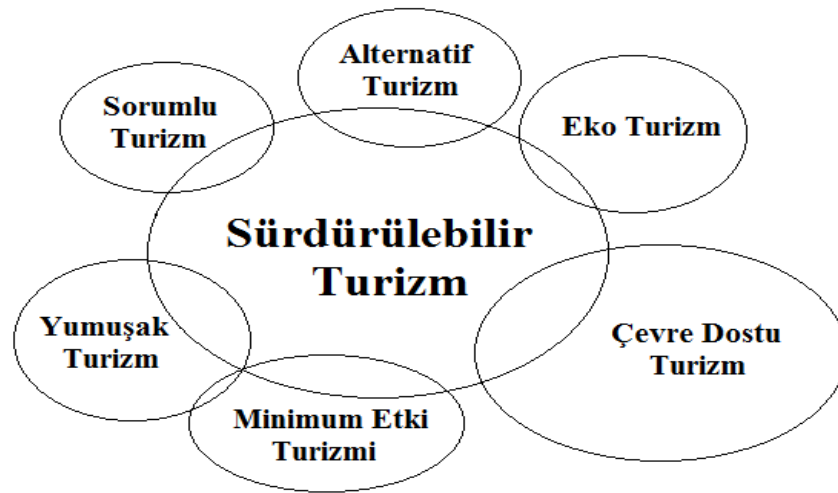 Alternatif
Turizm
Sorumlu
Turizm
Eko Turizm
Sürdürülebilir
Turizm
Yumuşak
Turizm
Çevre Dostu
Turizm
Minimum Etki
Turizmi